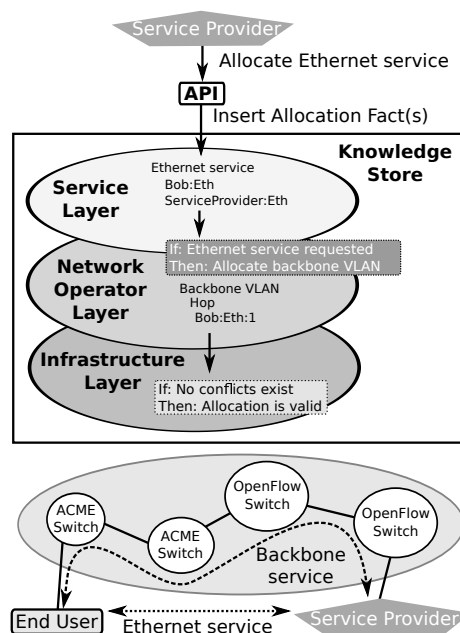 Service Provider
Allocate Ethernet service
API
Insert Allocation Fact(s)
Knowledge
Store
Ethernet service
Bob:Eth
ServiceProvider:Eth
Service
Layer
If: Ethernet service requested
Then: Allocate backbone VLAN
Network
Operator
Layer
Backbone VLAN
Hop
Bob:Eth:1
Infrastructure
Layer
If: No conflicts exist
Then: Allocation is valid
ACME
Switch
ACME
Switch
OpenFlow
Switch
OpenFlow
Switch
Backbone
service
End User
Ethernet service
Service Provider